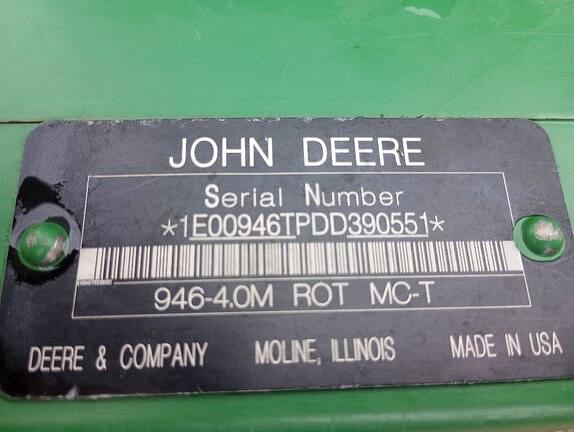 JOHN DEERE
Serial Number
*1E00946TPDD390551*
946-4.0M ROT MC-T
DEERE & COMPANY MOLINE, ILLINOIS MADE IN USA